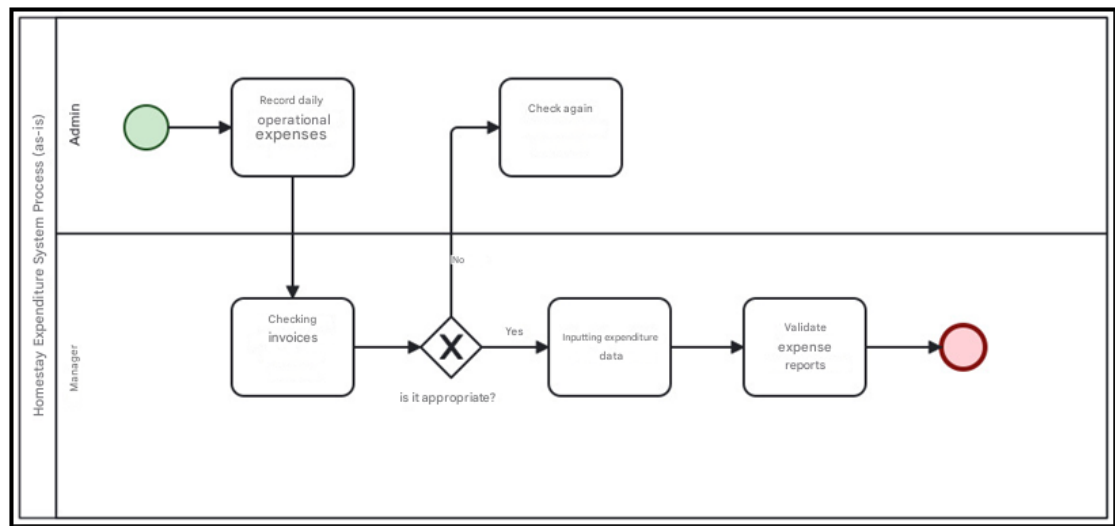 Homestay Expenditure System Process (as-is)
Admin
Record daily
operational
expenses
Check again
No
Manager
Checking
invoices
is it appropriate?
Yes
Inputting expenditure
data
Validate
expense
reports